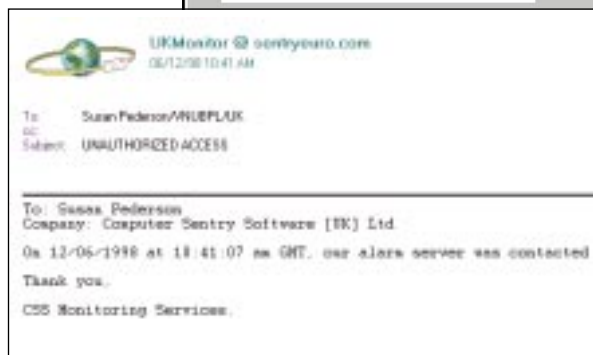 UKMonitor @ sentryeuro.com
06/12/98 10:41 AM
To: Susan Pederson/VNUBPL/UK
cc:
Subject: UNAUTHORIZED ACCESS
To: Susan Pederson
Company: Computer Sentry Software [UK] Ltd
On 12/06/1998 at 10:41:07 am GMT, our alarm server was contacted
Thank you,
CSS Monitoring Services.